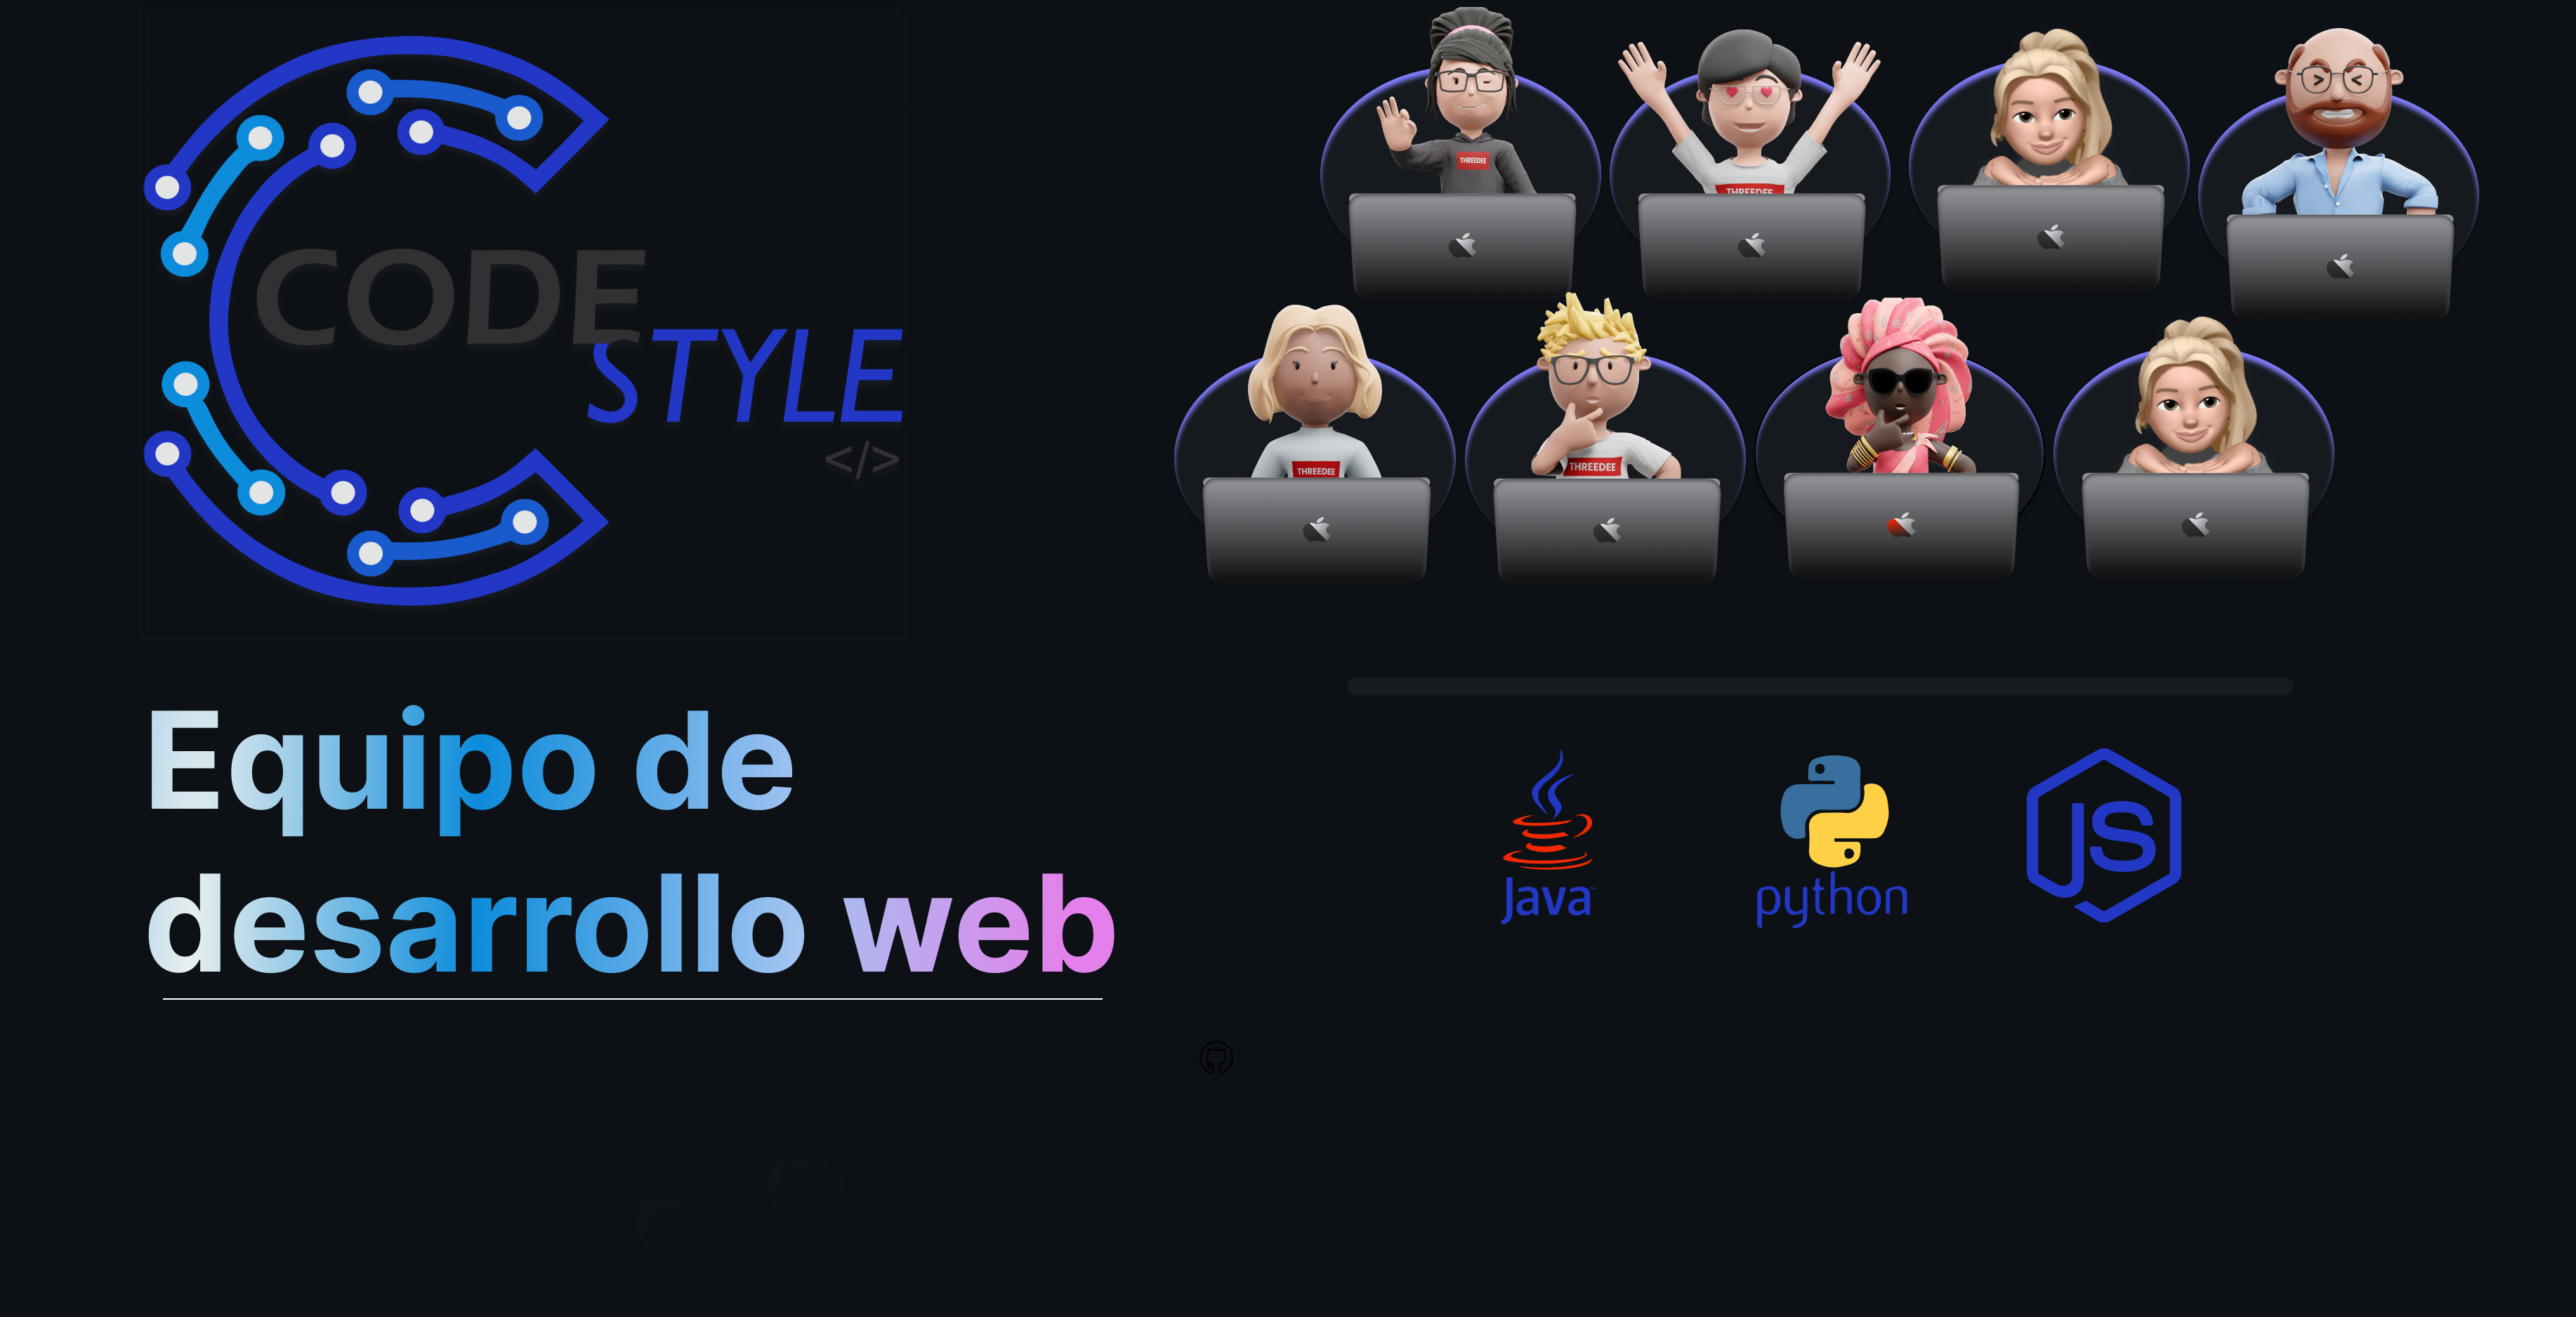 CODE
STYLE
</>
THREEDEE
THREEDEE
THREEDEE
THREEDEE
Equipo de
desarrollo web
Java
python
JS